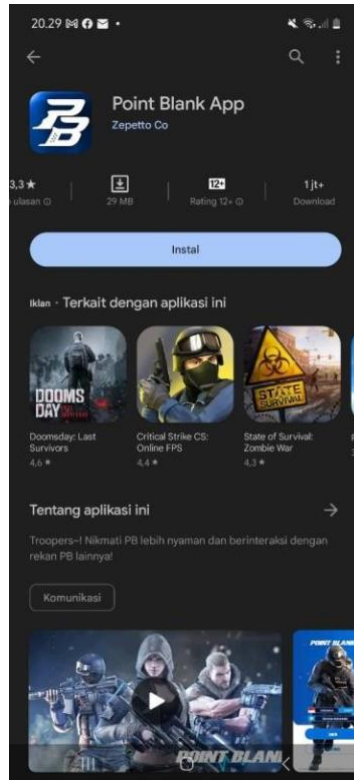 20.29
Point Blank App
Zepetto Co
3,3★
ulasan
29 MB
12+
Rating 12+
1 jt+
Download
Instal
Iklan · Terkait dengan aplikasi ini
DOOMS
DAY
STATE
SURVIVAL
Doomsday: Last
Survivors
4,6 ★
Critical Strike CS:
Online FPS
4,4 ★
State of Survival:
Zombie War
4,3 ★
Tentang aplikasi ini
Troopers~! Nikmati PB lebih nyaman dan berinteraksi dengan
rekan PB lainnya!
Komunikasi
POINT BLANK
POINT BLAN